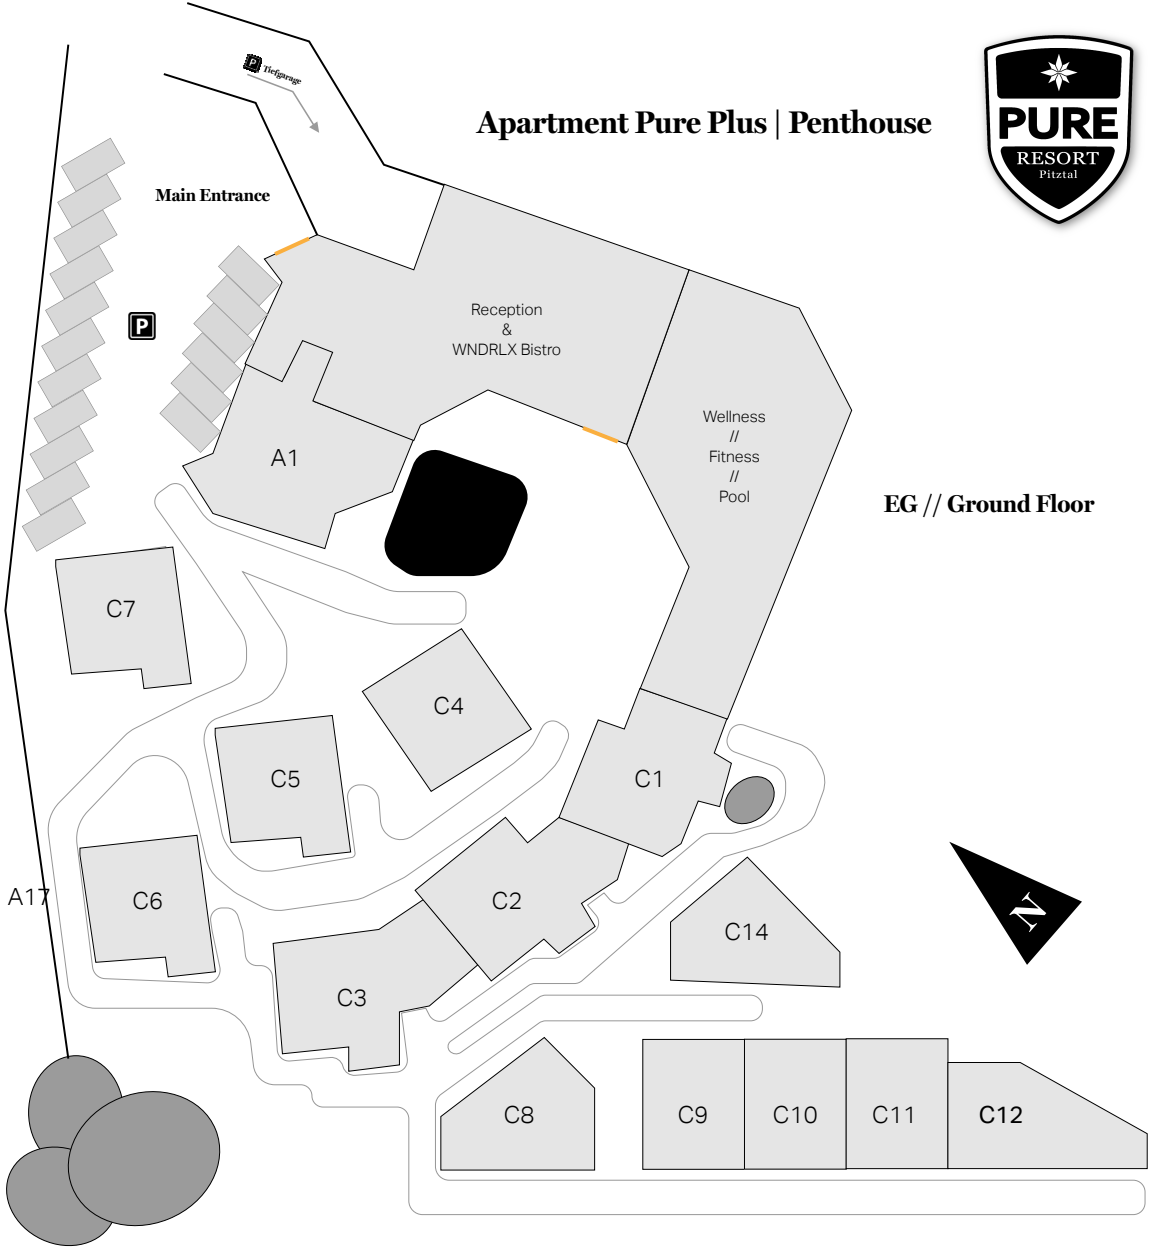 P Tiefgarage
Apartment Pure Plus | Penthouse
PURE
RESORT
Pitztal
Main Entrance
P
Reception
&
WNDRLX Bistro
Wellness
//
Fitness
//
Pool
A1
EG // Ground Floor
C7
C4
C5
C1
A17
C6
C2
C14
N
C3
C8
C9
C10
C11
C12